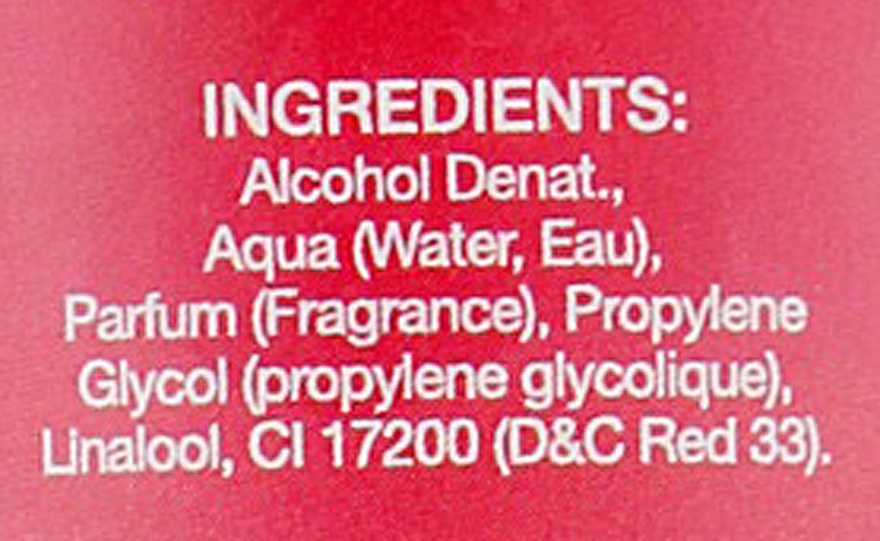 INGREDIENTS:
Alcohol Denat.,
Aqua (Water, Eau),
Parfum (Fragrance), Propylene
Glycol (propylene glycolique),
Linalool, CI 17200 (D&C Red 33).